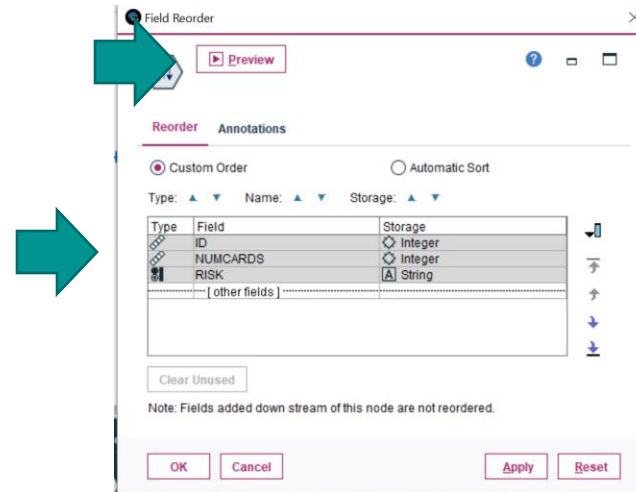 Field Reorder
Preview
?
Reorder Annotations
Custom Order Automatic Sort
Type: Name: Storage:
Type Field Storage
ID Integer
NUMCARDS Integer
RISK A String
[ other fields ]
Clear Unused
Note: Fields added down stream of this node are not reordered.
OK Cancel Apply Reset